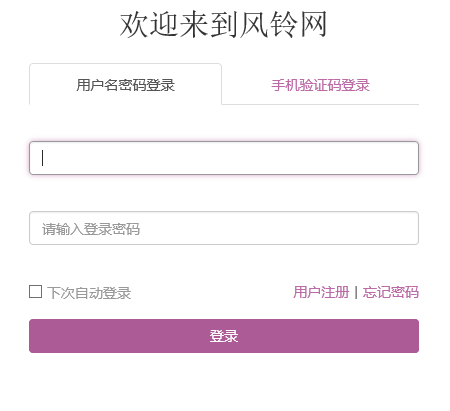 欢迎来到风铃网
用户名密码登录 手机验证码登录
请输入登录密码
下次自动登录 用户注册 | 忘记密码
登录